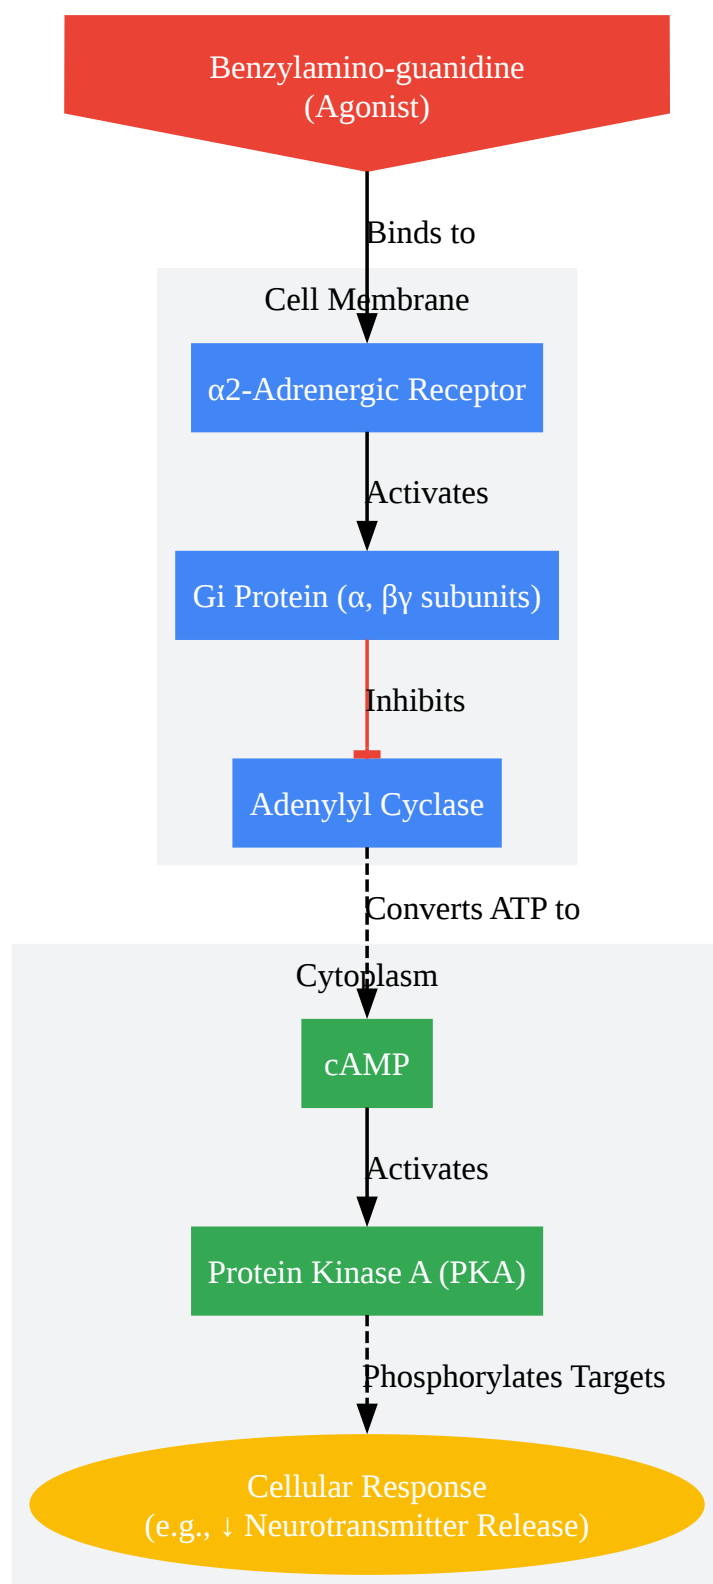 Benzylamino-guanidine
(Agonist)
Binds to
Cell Membrane
α2-Adrenergic Receptor
Activates
Gi Protein (α, βγ subunits)
Inhibits
Adenylyl Cyclase
Converts ATP to
Cytoplasm
cAMP
Activates
Protein Kinase A (PKA)
Phosphorylates Targets
Cellular Response
(e.g., ↓ Neurotransmitter Release)